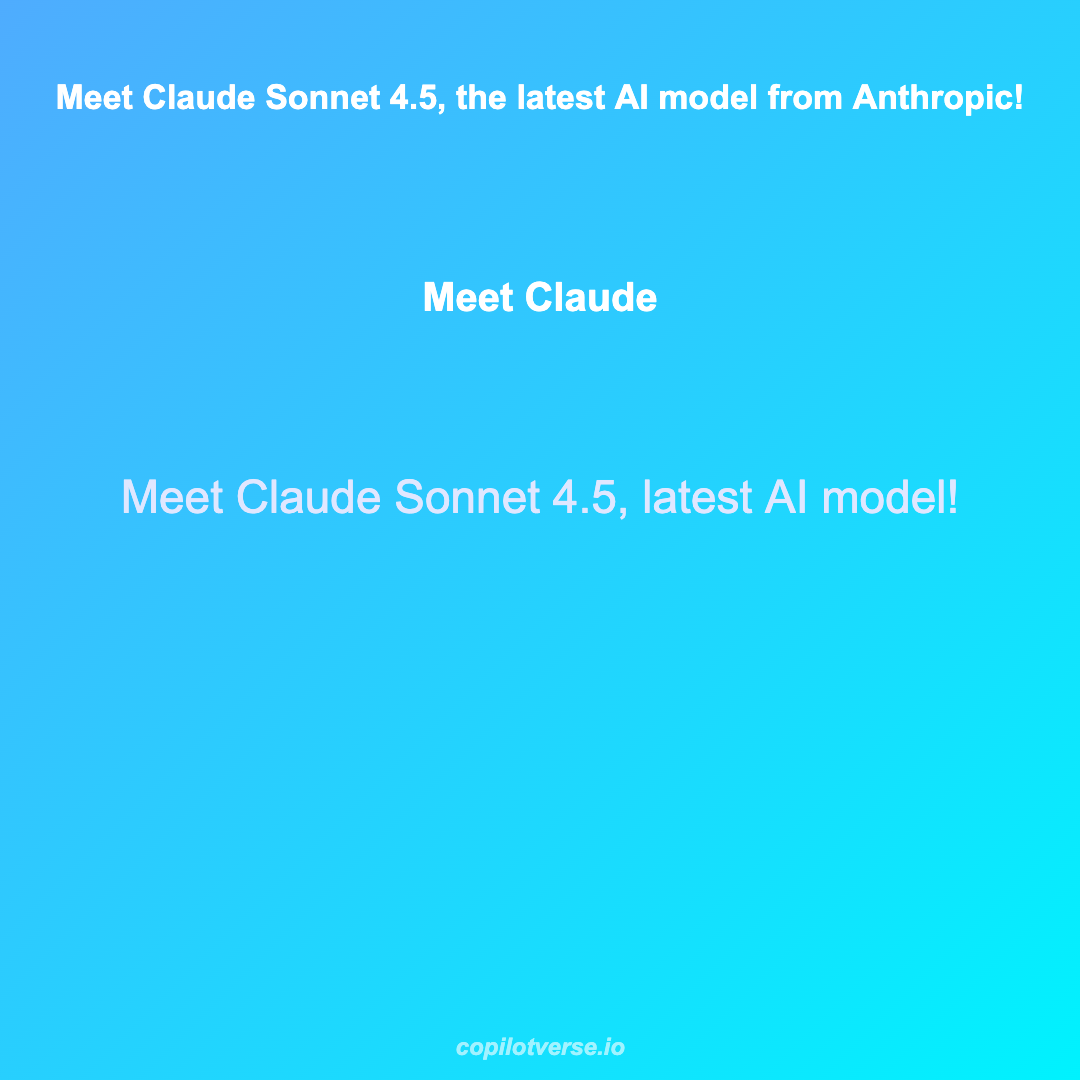 Meet Claude Sonnet 4.5, the latest AI model from Anthropic!
Meet Claude
Meet Claude Sonnet 4.5, latest AI model!
copilotverse.io